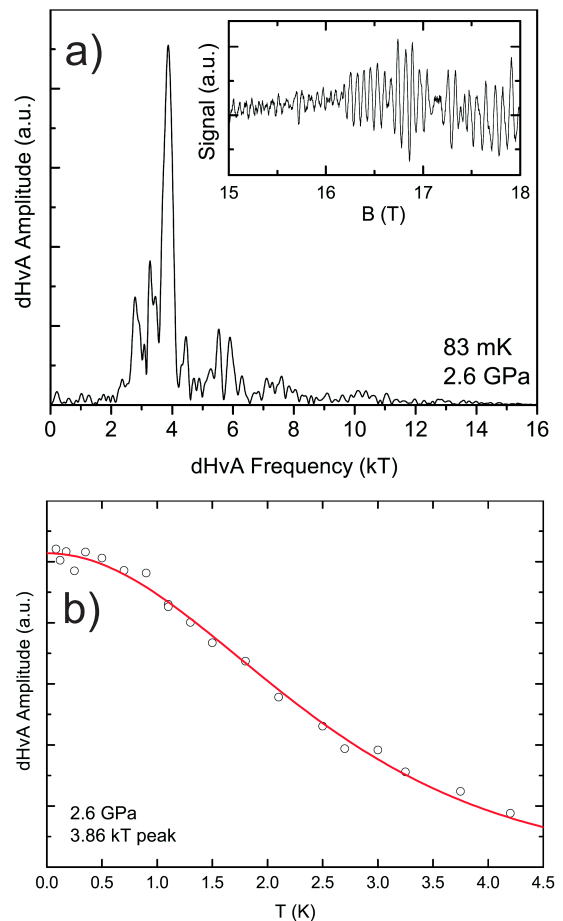 a)
Signal (a.u.)
15 16 17 18
B (T)
dHvA Amplitude (a.u.)
83 mK
2.6 GPa
0 2 4 6 8 10 12 14 16
dHvA Frequency (kT)
b)
dHvA Amplitude (a.u.)
2.6 GPa
3.86 kT peak
0.0 0.5 1.0 1.5 2.0 2.5 3.0 3.5 4.0 4.5
T (K)